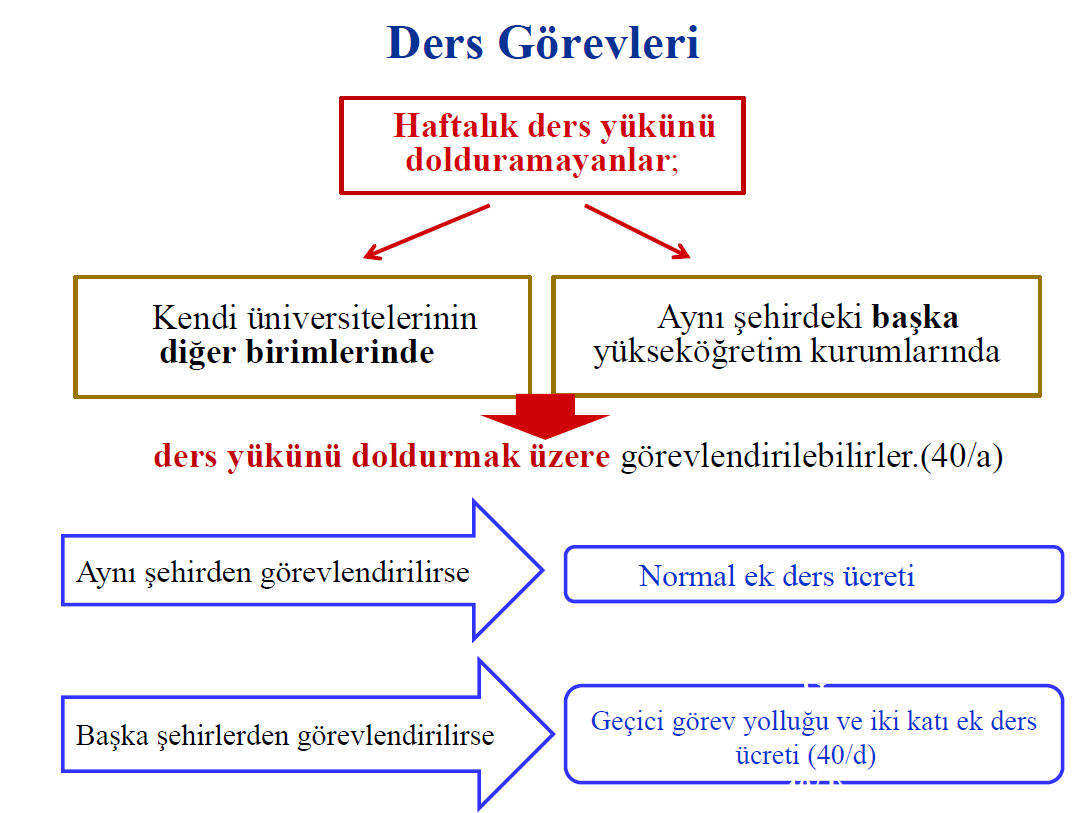 Ders Görevleri
Haftalık ders yükünü
dolduramayanlar;
Kendi üniversitelerinin
diğer birimlerinde
Aynı şehirdeki başka
yükseköğretim kurumlarında
ders yükünü doldurmak üzere görevlendirilebilirler.(40/a)
Aynı şehirden görevlendirilirse
Normal ek ders ücreti
Başka şehirlerden görevlendirilirse
Geçici görev yolluğu ve iki katı ek ders
ücreti (40/d)